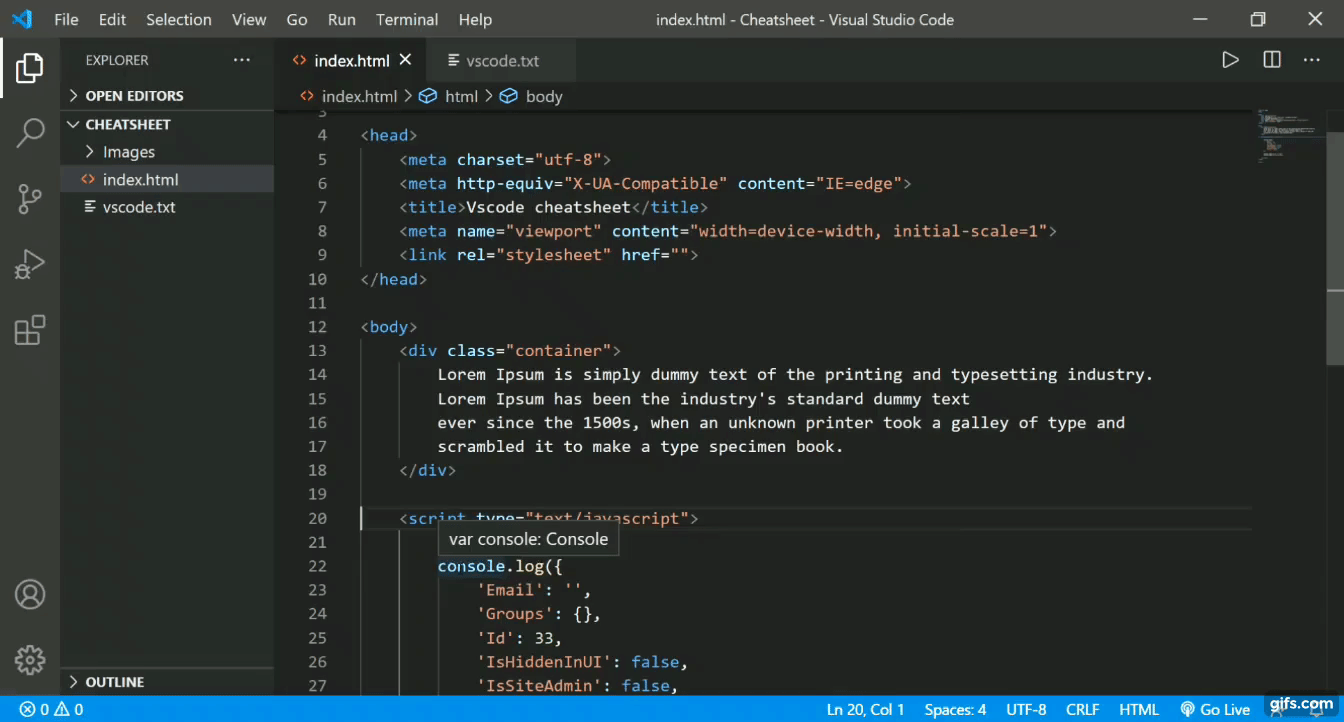 File Edit Selection View Go Run Terminal Help index.html - Cheatsheet - Visual Studio Code
EXPLORER
OPEN EDITORS
CHEATSHEET
Images
index.html
vscode.txt
OUTLINE
index.html vscode.txt
index.html > html > body
3
4 <head>
5 <meta charset="utf-8">
6 <meta http-equiv="X-UA-Compatible" content="IE=edge">
7 <title>Vscode cheatsheet</title>
8 <meta name="viewport" content="width=device-width, initial-scale=1">
9 <link rel="stylesheet" href="">
10 </head>
11
12 <body>
13 <div class="container">
14 Lorem Ipsum is simply dummy text of the printing and typesetting industry.
15 Lorem Ipsum has been the industry's standard dummy text
16 ever since the 1500s, when an unknown printer took a galley of type and
17 scrambled it to make a type specimen book.
18 </div>
19
20 <script type="text/javascript">
var console: Console
21
22 console.log({
23 'Email': '',
24 'Groups': {},
25 'Id': 33,
26 'IsHiddenInUI': false,
27 'IsSiteAdmin': false,
0 0 Ln 20, Col 1 Spaces: 4 UTF-8 CRLF HTML Go Live
gifs.com